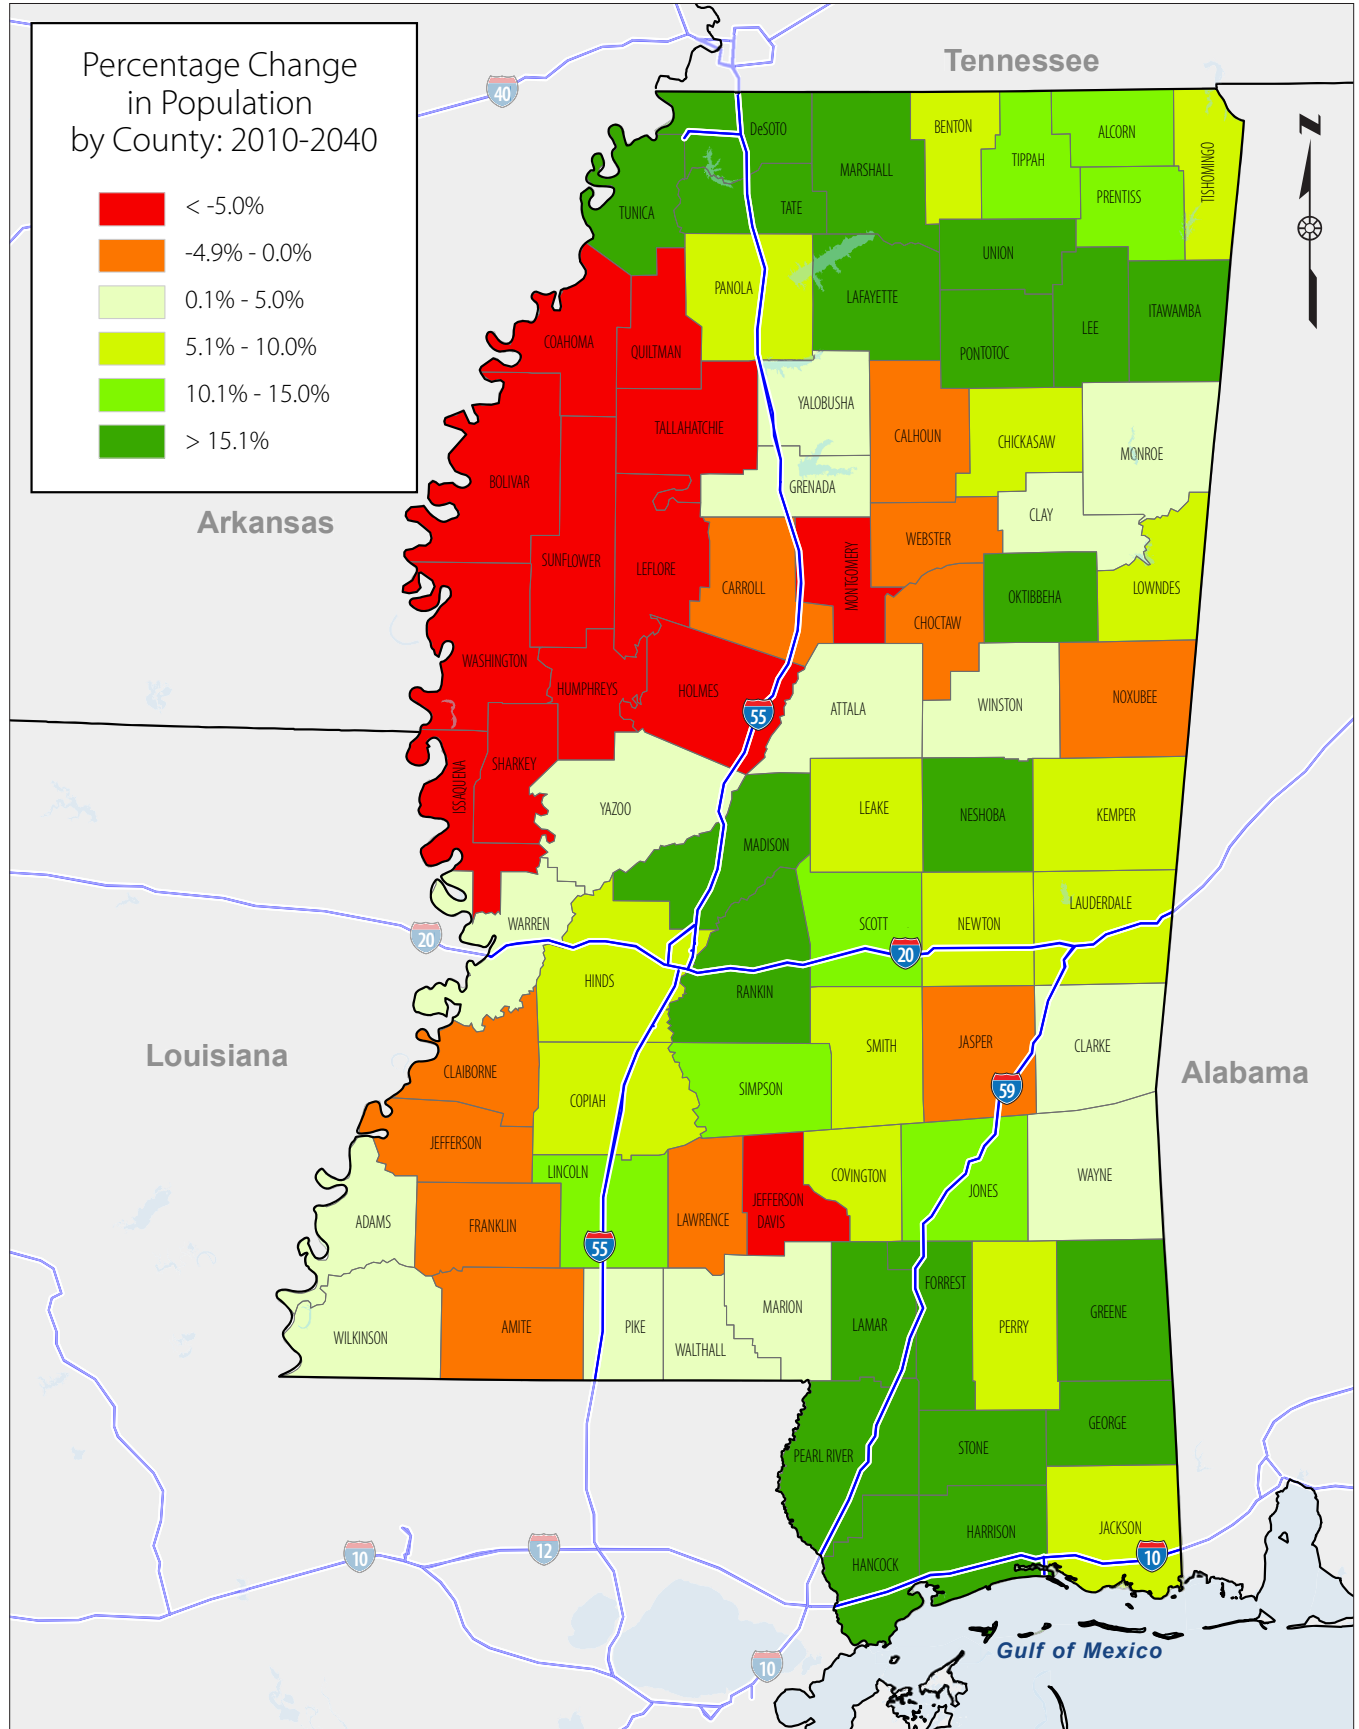 Percentage Change
in Population
by County: 2010-2040
< -5.0%
-4.9% - 0.0%
0.1% - 5.0%
5.1% - 10.0%
10.1% - 15.0%
> 15.1%
Tennessee
40
N
DeSOTO
BENTON
ALCORN
TIPPAH
MARSHALL
TISHOMINGO
PRENTISS
TUNICA
TATE
UNION
PANOLA
LAFAYETTE
ITAWAMBA
LEE
COAHOMA
QUILTMAN
PONTOTOC
YALOBUSHA
TALLAHATCHIE
CALHOUN
CHICKASAW
MONROE
BOLIVAR
GRENADA
CLAY
Arkansas
WEBSTER
SUNFLOWER
LEFLORE
MONTGOMERY
CARROLL
LOWNDES
OKTIBBEHA
CHOCTAW
WASHINGTON
HUMPHREYS
HOLMES
NOXUBEE
WINSTON
ATTALA
55
SHARKEY
ISSAQUENA
YAZOO
LEAKE
NESHOBA
KEMPER
MADISON
LAUDERDALE
WARREN
SCOTT
NEWTON
20
20
HINDS
RANKIN
SMITH
JASPER
CLARKE
Louisiana
Alabama
CLAIBORNE
SIMPSON
59
COPIAH
JEFFERSON
LINCOLN
COVINGTON
WAYNE
JONES
JEFFERSON
DAVIS
ADAMS
FRANKLIN
LAWRENCE
55
FORREST
MARION
GREENE
LAMAR
PERRY
AMITE
PIKE
WILKINSON
WALTHALL
GEORGE
STONE
PEARL RIVER
HARRISON
JACKSON
10
12
10
HANCOCK
Gulf of Mexico
10